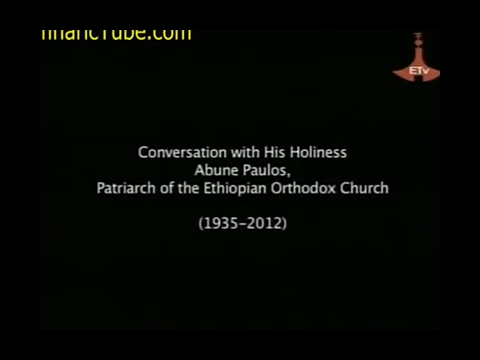 ETv
Conversation with His Holiness
Abune Paulos,
Patriarch of the Ethiopian Orthodox Church
(1935-2012)